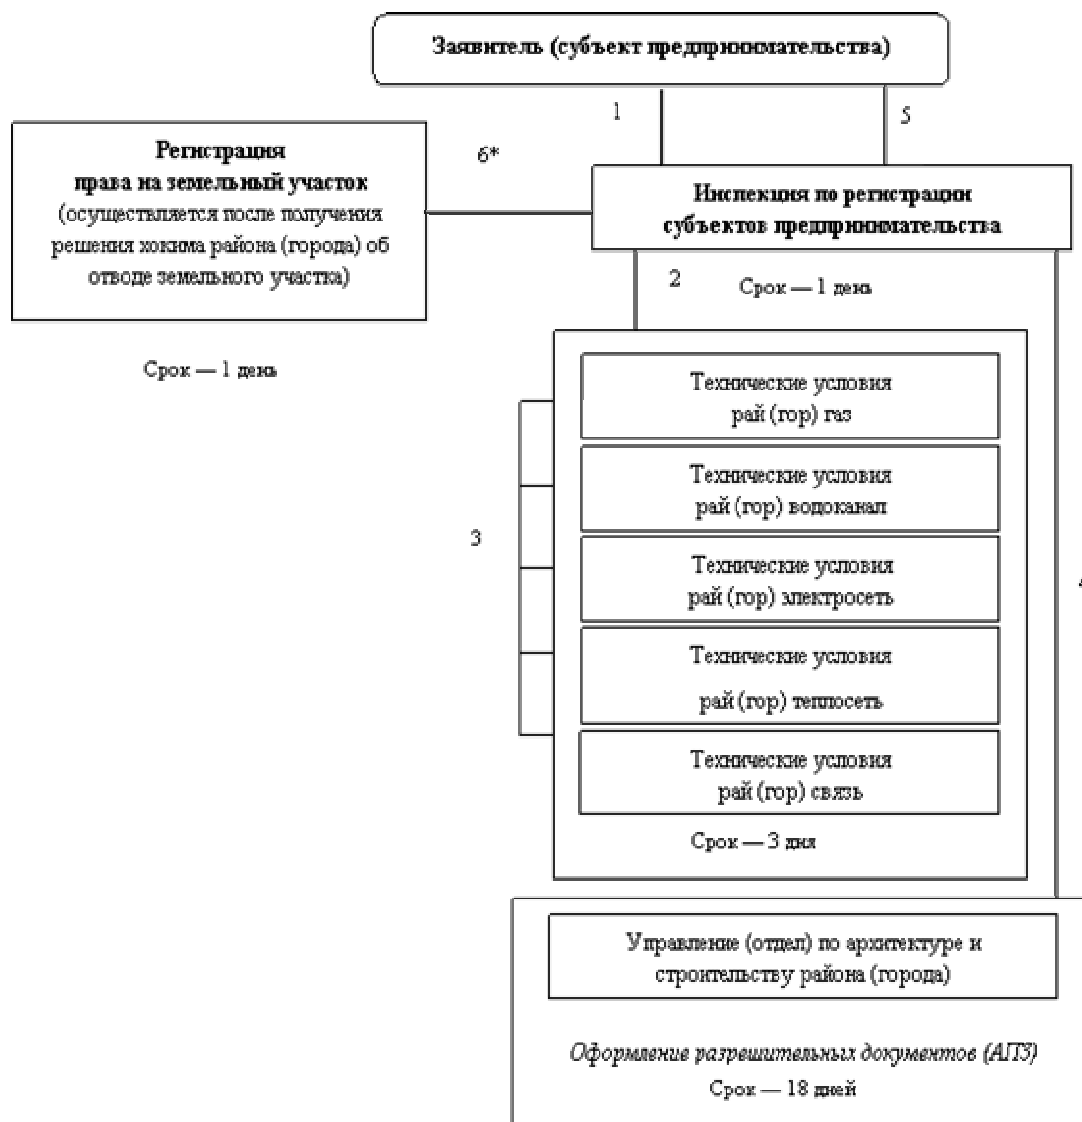 Заявитель (субъект предпринимательства)
1
5
Регистрация
права на земельный участок
(осуществляется после получения
решения хокима района (города) об
отводе земельного участка)
6*
Инспекция по регистрации
субъектов предпринимательства
2
Срок — 1 день
Срок — 1 день
Технические условия
рай (гор) газ
Технические условия
рай (гор) водоканал
3
Технические условия
рай (гор) электросеть
Технические условия
рай (гор) теплосеть
Технические условия
рай (гор) связь
Срок — 3 дня
Управление (отдел) по архитектуре и
строительству района (города)
Оформление разрешительных документов (АПЗ)
Срок — 18 дней